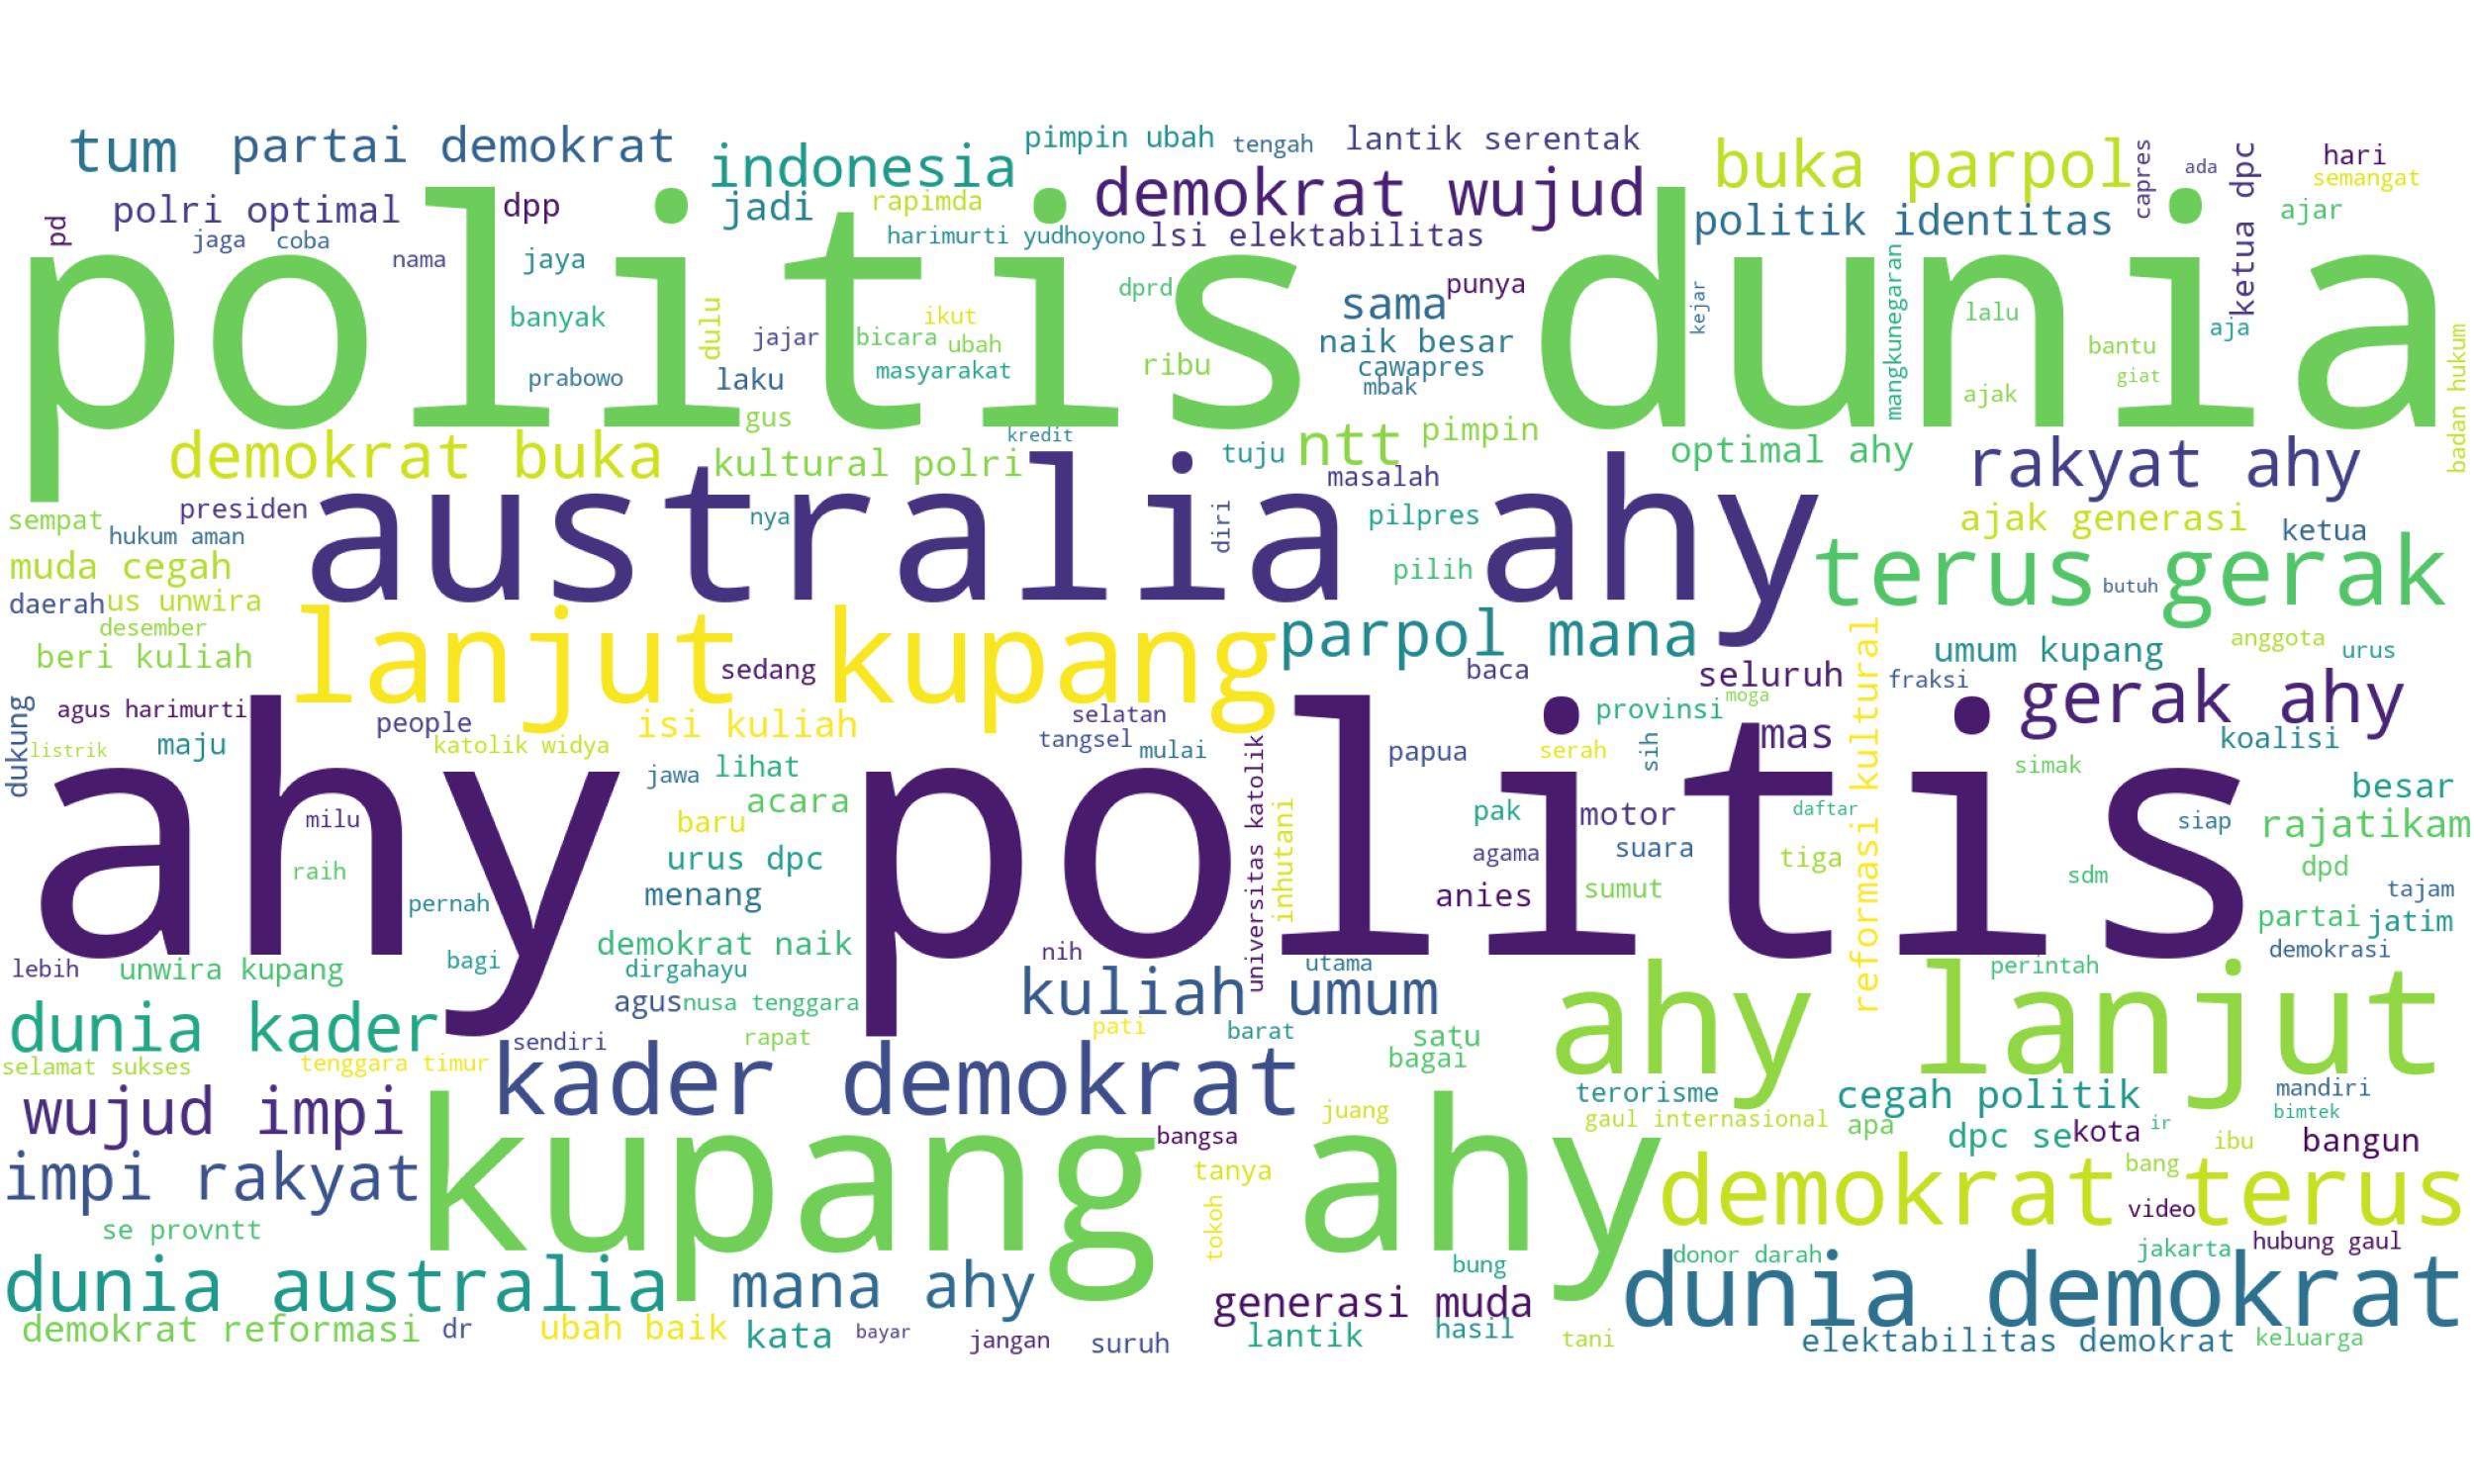 tum
partai demokrat
indonesia
pimpin ubah
tengah
lantik serentak
buka parpol
capres
ada
ketua dpc
hari
semangat
pd
polri optimal
dpp
jadi
rapimda
demokrat wujud
politik identitas
ajar
jaga
coba
harimurti yudhoyono
lsi elektabilitas
nama
jaya
politis dunia
dprd
punya
kejar
mangkunegaran
lalu
aja
badan hukum
banyak
dulu
jajar
ikut
bicara
ubah
sama
naik besar
bantu
prabowo
laku
masyarakat
ribu
cawapres
mbak
ajak
giat
gus
demokrat buka
kultural polri
kredit
tuju
ntt
pimpin
optimal ahy
rakyat ahy
masalah
sempat
presiden
hukum aman
australia ahy
nya
diri
pilpres
ajak generasi
ketua
muda cegah
pilih
terus gerak
butuh
daerah
us unwira
desember
lanjut kupang
parpol mana
reformasi kultural
umum kupang
anggota
urus
beri kuliah
sedang
baca
seluruh
fraksi
dukung
agus harimurti
people
isi kuliah
selatan
provinsi
moga
gerak ahy
listrik
maju
katolik widya
tangsel
mulai
universitas katolik
papua
serah
sih
mas
koalisi
ahy politis
jawa
lihat
simak
besar
milu
acara
baru
inhutani
pak
motor
daftar
siap
rajatikam
raih
urus dpc
agama
suara
tiga
dpd
menang
anies
sumut
sdm
tajam
pernah
partai
jatim
demokrat naik
nih
demokrasi
lebih
unwira kupang
bagi
dirgahayu
utama
perintah
kuliah umum
agus
nusa tenggara
ahy lanjut
dunia kader
sendiri
rapat
pati
barat
satu
bagai
selamat sukses
tenggara timur
kader demokrat
terorisme
cegah politik
mandiri
wujud impi
juang
gaul internasional
apa
bimtek
kupang ahy
bangsa
dpc se
kota
ir
ibu
bangun
impi rakyat
tanya
demokrat terus
bang
se provntt
tokoh
video
dunia australia
mana ahy
bung
donor darah
jakarta
hubung gaul
generasi muda
dunia demokrat
demokrat reformasi
dr
ubah baik
kata
bayar
jangan
suruh
lantik
hasil
tani
elektabilitas demokrat
keluarga